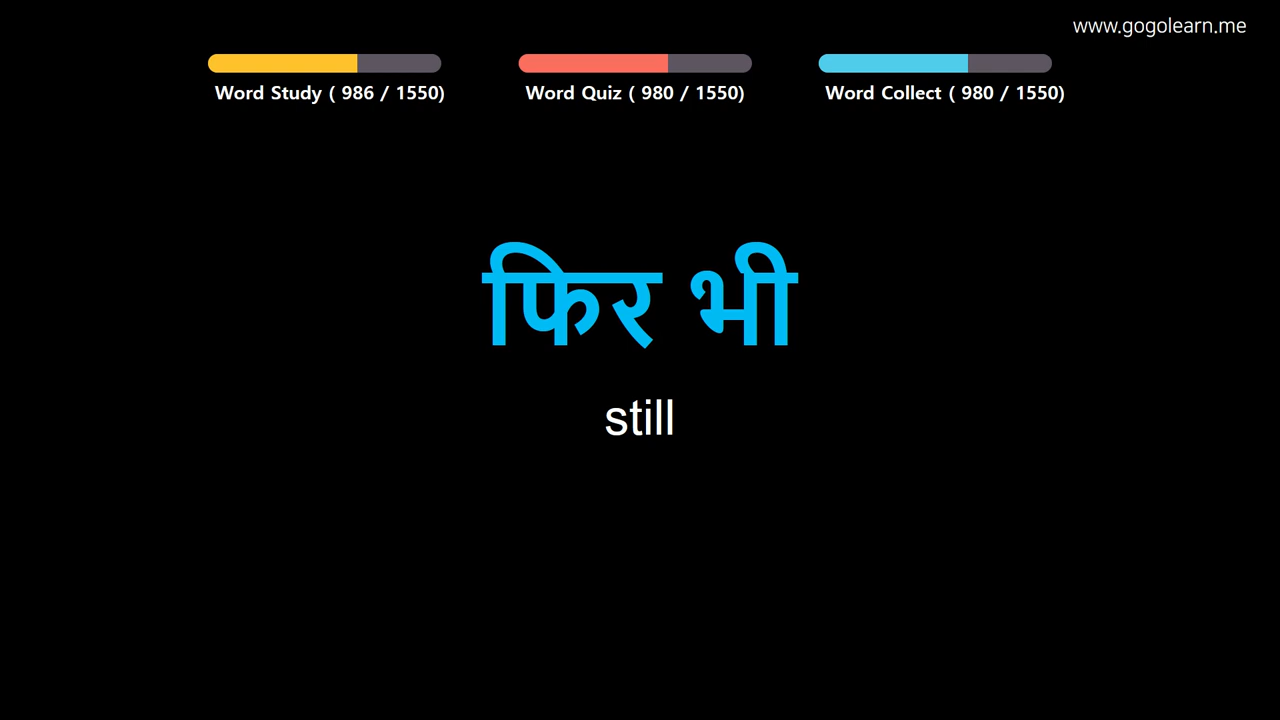 www.gogolearn.me
Word Study ( 986 / 1550)
Word Quiz ( 980 / 1550)
Word Collect ( 980 / 1550)
फिर भी
still